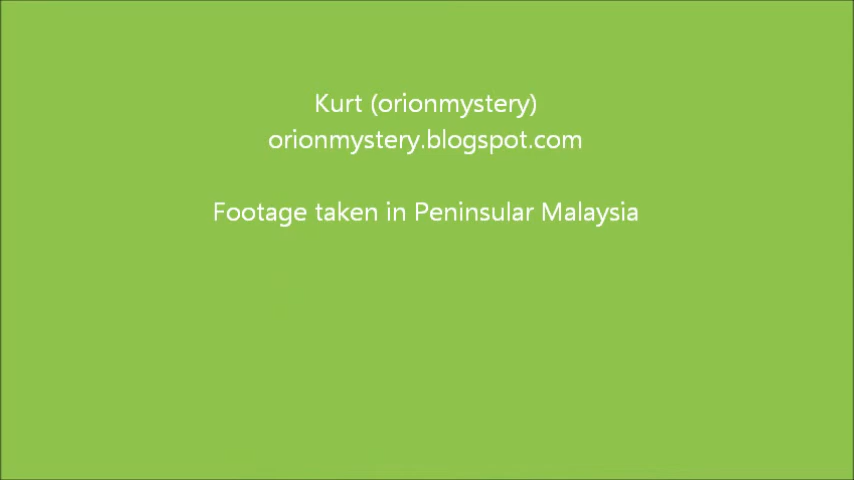 Kurt (orionmystery)
orionmystery.blogspot.com
Footage taken in Peninsular Malaysia